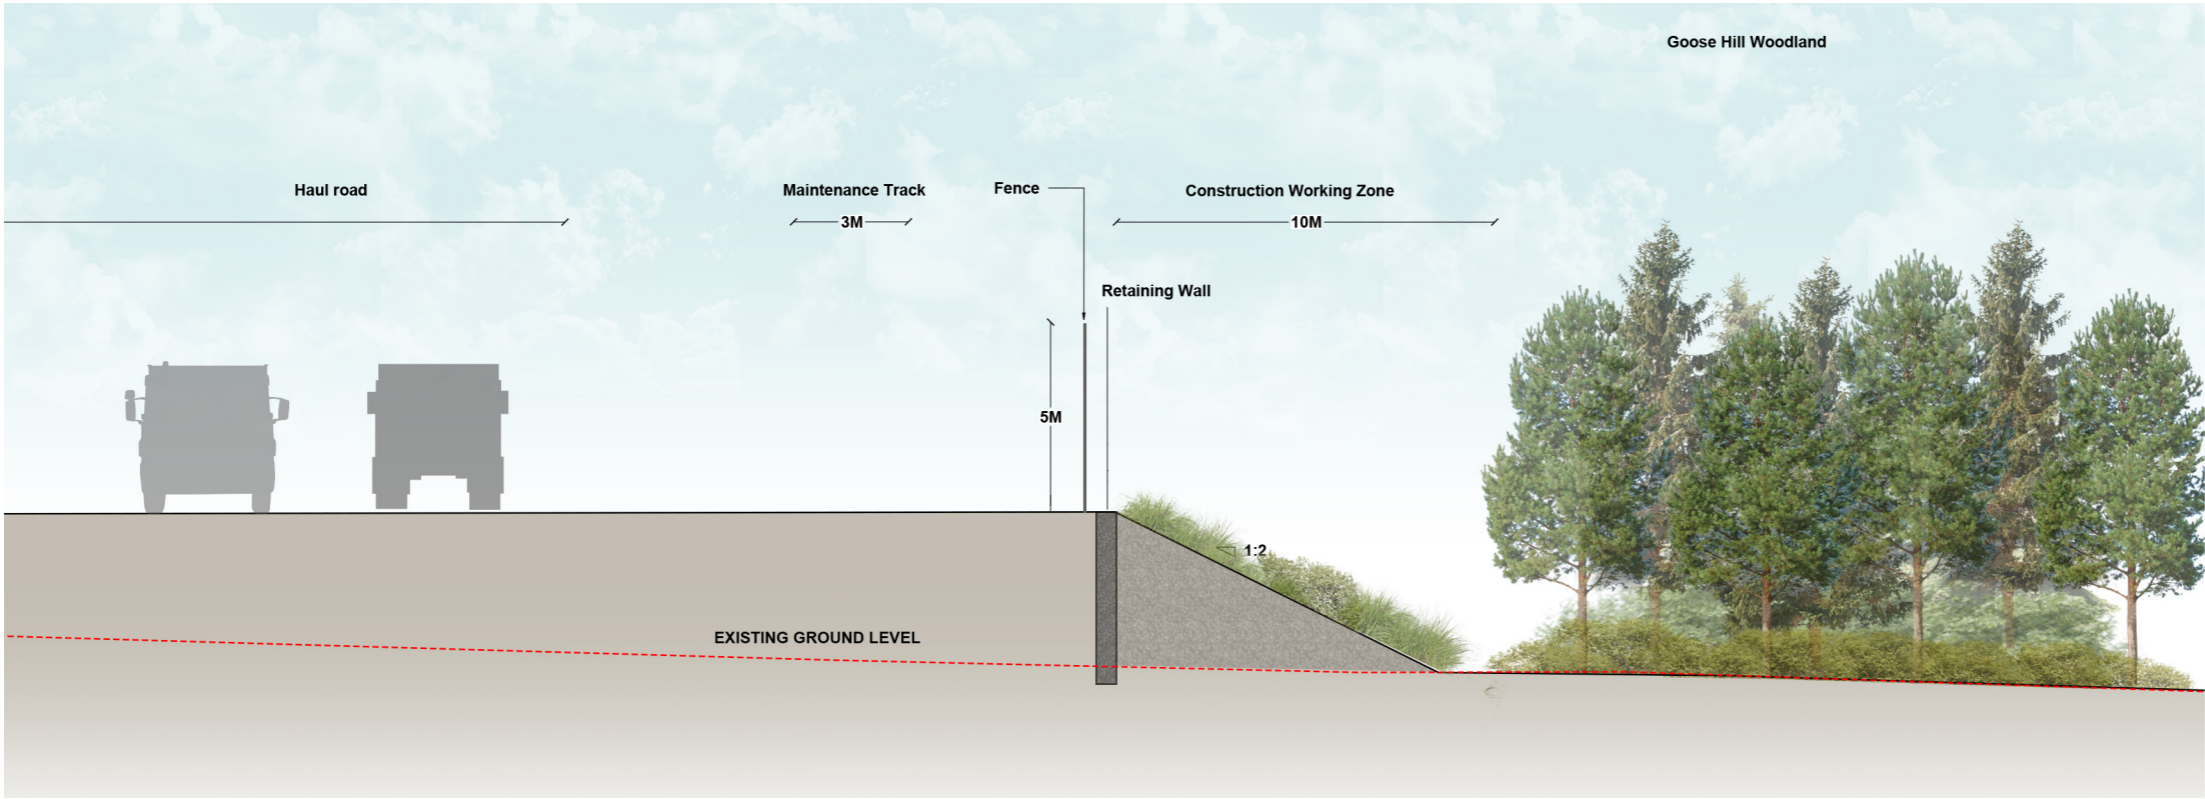 Goose Hill Woodland
Haul road
Maintenance Track
Fence
Construction Working Zone
3M
10M
Retaining Wall
5M
1:2
EXISTING GROUND LEVEL